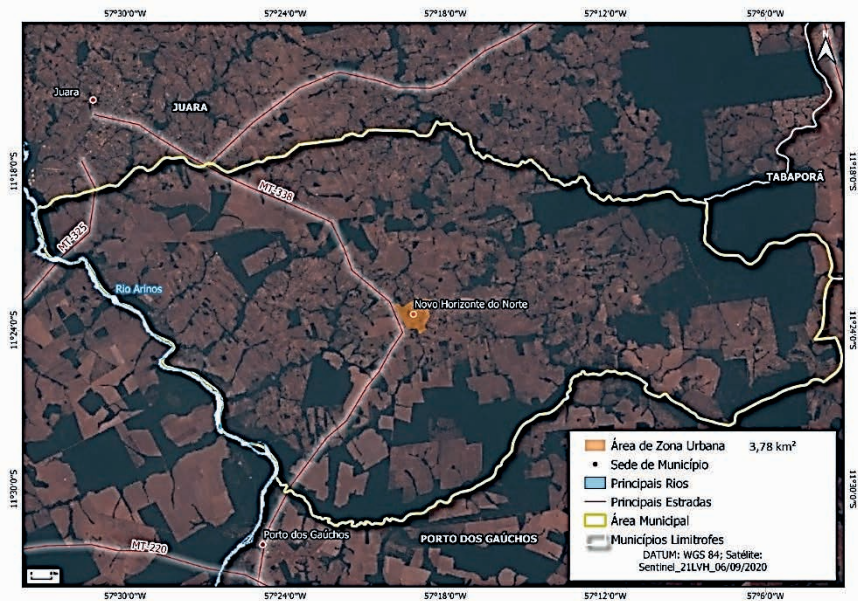 57°30'0"W 57°24'0"W 57°18'0"W 57°12'0"W 57°6'0"W
Juara
JUARA
11°18'0"S
11°18'0"S
TABAPORÃ
MT-338
MT-325
Rio Arinos
Novo Horizonte do Norte
11°24'0"S
11°24'0"S
Área de Zona Urbana 3,78 km²
Sede de Município
Principais Rios
Principais Estradas
Área Municipal
Municípios Limítrofes
DATUM: WGS 84; Satélite:
Sentinel_21LVH_06/09/2020
11°30'0"S
11°30'0"S
Porto dos Gaúchos
PORTO DOS GAÚCHOS
MT-220
57°30'0"W 57°24'0"W 57°18'0"W 57°12'0"W 57°6'0"W